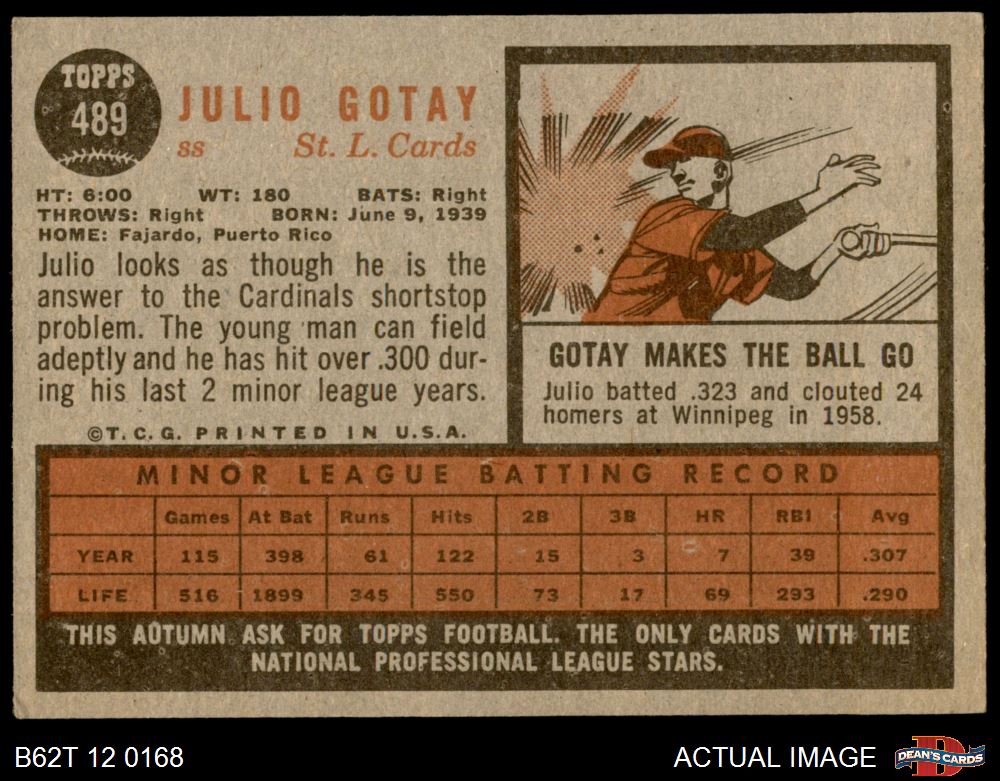 TOPPS
489
JULIO GOTAY
ss St. L. Cards
HT: 6:00 WT: 180 BATS: Right
THROWS: Right BORN: June 9, 1939
HOME: Fajardo, Puerto Rico
Julio looks as though he is the
answer to the Cardinals shortstop
problem. The young man can field
adeptly and he has hit over .300 dur-
ing his last 2 minor league years.
©T.C.G. PRINTED IN U.S.A.
GOTAY MAKES THE BALL GO
Julio batted .323 and clouted 24
homers at Winnipeg in 1958.
MINOR LEAGUE BATTING RECORD
Games At Bat Runs Hits 2B 3B HR RBI Avg
YEAR 115 398 61 122 15 3 7 39 .307
LIFE 516 1899 345 550 73 17 69 293 .290
THIS AUTUMN ASK FOR TOPPS FOOTBALL. THE ONLY CARDS WITH THE
NATIONAL PROFESSIONAL LEAGUE STARS.
B62T 12 0168 ACTUAL IMAGE D DEAN'S CARDS